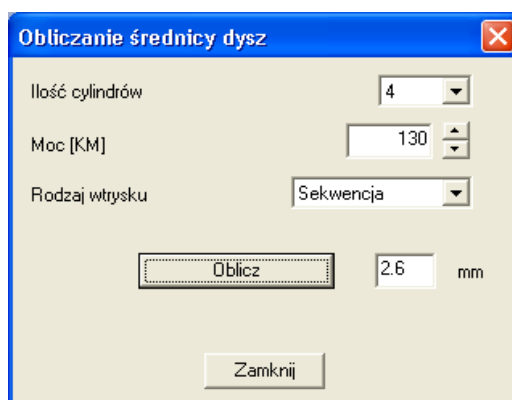 Obliczanie średnicy dysz
Ilość cylindrów 4
Moc [KM] 130
Rodzaj wtrysku Sekwencja
Oblicz 2.6 mm
Zamknij